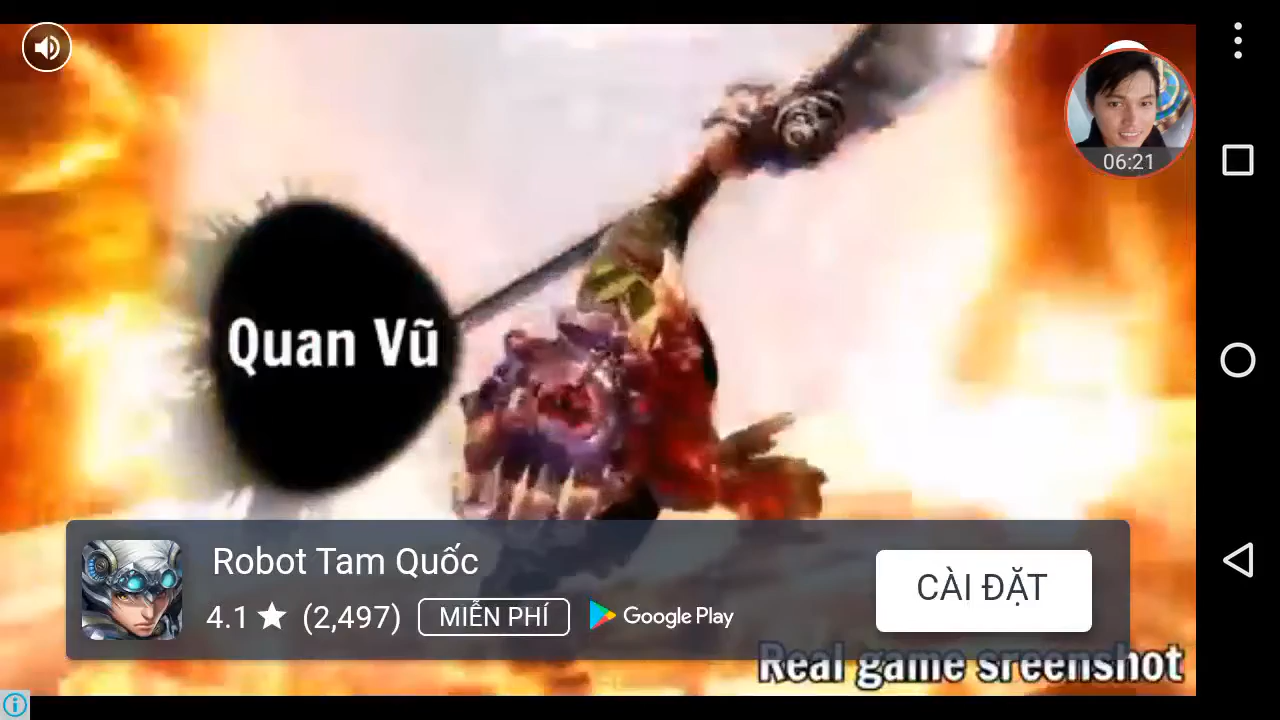 06:21
Quan Vũ
Robot Tam Quốc
4.1 ★ (2,497) MIỄN PHÍ Google Play
CÀI ĐẶT
Real game sreenshot